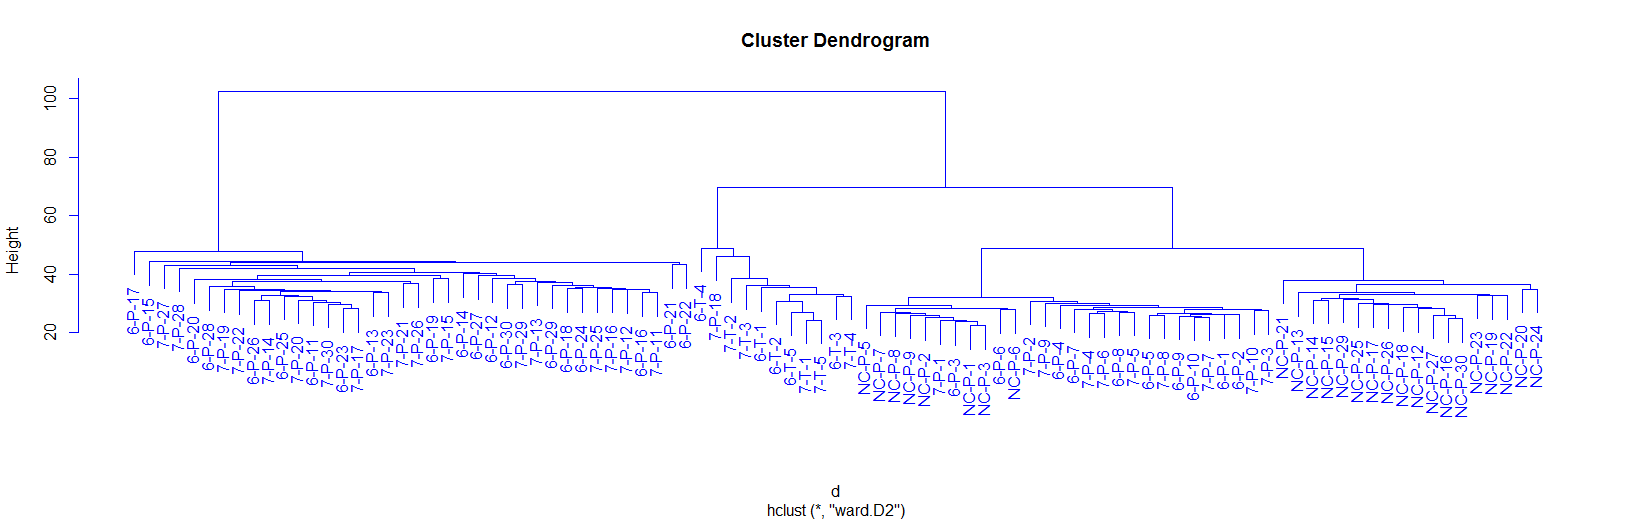 Cluster Dendrogram
Height
100
80
60
40
20
6-P-17
6-P-15
7-P-27
7-P-28
6-P-20
6-P-28
7-P-19
7-P-22
6-P-26
7-P-14
6-P-25
7-P-20
6-P-11
7-P-30
6-P-23
7-P-17
6-P-13
7-P-23
7-P-21
7-P-26
6-P-19
7-P-15
6-P-14
6-P-27
6-P-12
6-P-30
7-P-29
7-P-13
6-P-29
6-P-18
6-P-24
7-P-25
7-P-16
7-P-12
6-P-16
7-P-11
6-P-21
6-P-22
6-T-4
7-P-18
7-T-2
7-T-3
6-T-1
6-T-2
6-T-5
7-T-1
7-T-5
6-T-3
7-T-4
NC-P-5
NC-P-7
NC-P-8
NC-P-9
NC-P-2
7-P-1
6-P-3
NC-P-1
NC-P-3
6-P-6
NC-P-6
7-P-2
7-P-9
6-P-4
6-P-7
7-P-4
7-P-6
6-P-8
7-P-5
6-P-5
7-P-8
6-P-9
6-P-10
7-P-7
6-P-1
6-P-2
7-P-10
7-P-3
NC-P-21
NC-P-13
NC-P-14
NC-P-15
NC-P-29
NC-P-25
NC-P-17
NC-P-26
NC-P-18
NC-P-12
NC-P-27
NC-P-16
NC-P-30
NC-P-23
NC-P-19
NC-P-22
NC-P-20
NC-P-24
d
hclust (*, "ward.D2")